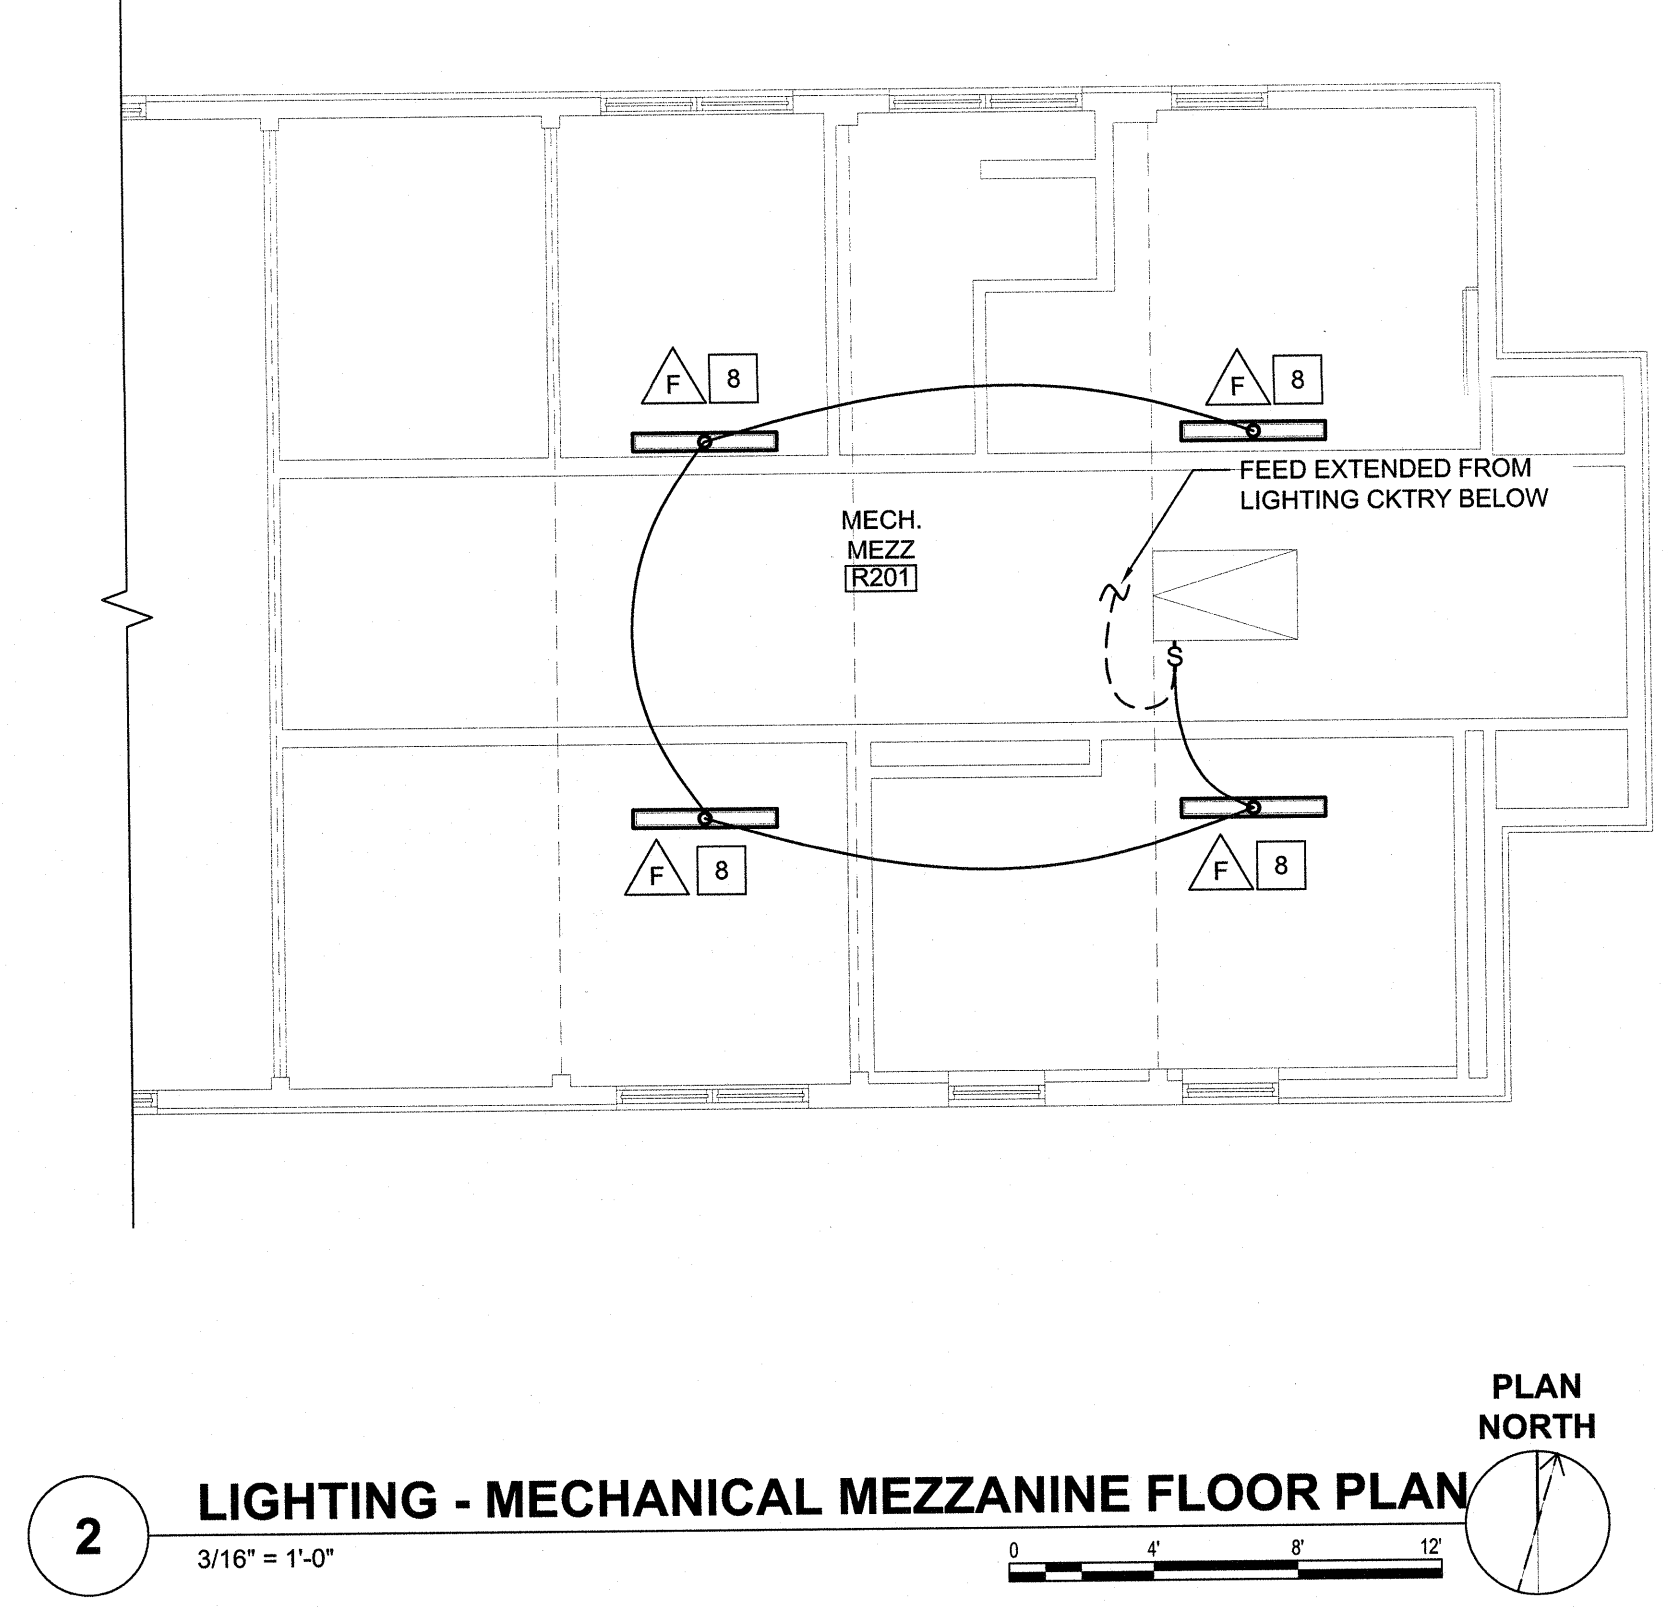 F 8
F 8
FEED EXTENDED FROM
LIGHTING CKTRY BELOW
MECH.
MEZZ
R201
S
F 8
F 8
PLAN
NORTH
2
LIGHTING - MECHANICAL MEZZANINE FLOOR PLAN
3/16" = 1'-0"
0 4' 8' 12'